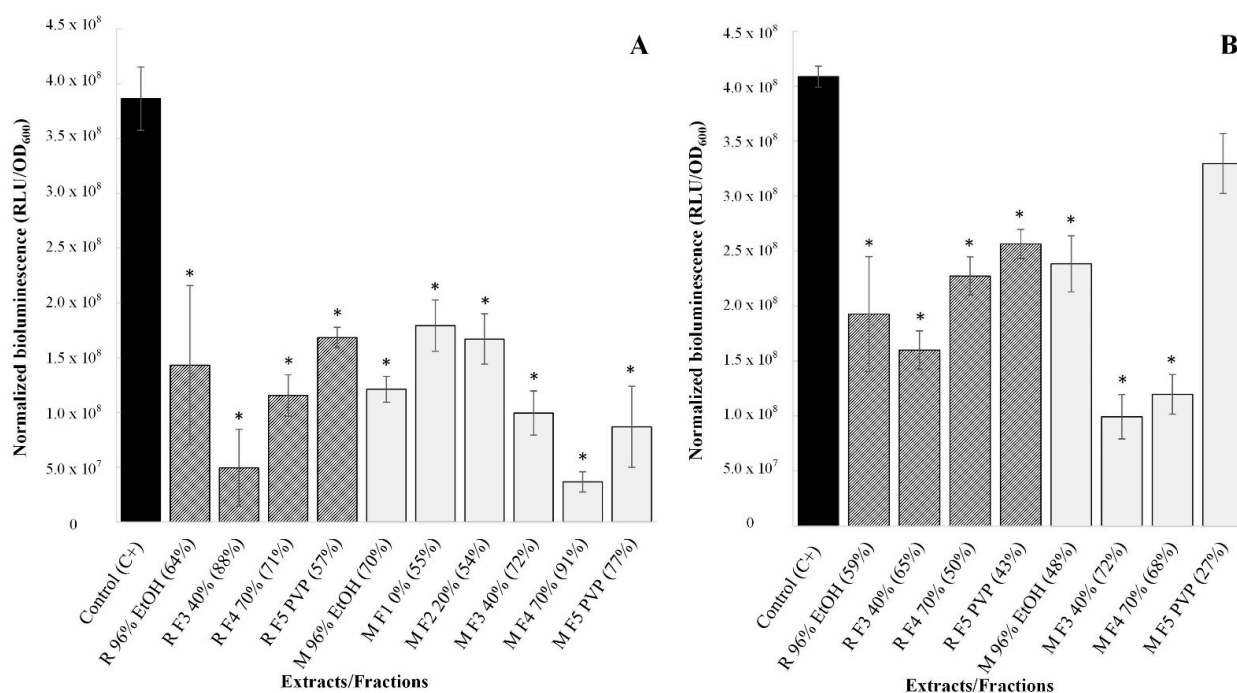 A
Normalized bioluminescence (RLU/OD₆₀₀)
4.5 x 10⁸
4.0 x 10⁸
3.5 x 10⁸
3.0 x 10⁸
2.5 x 10⁸
2.0 x 10⁸
1.5 x 10⁸
1.0 x 10⁸
5.0 x 10⁷
0
*
*
*
*
*
*
*
*
*
*
Control (C+)
R 96% EtOH (64%)
R F3 40% (88%)
R F4 70% (71%)
R F5 PVP (57%)
M 96% EtOH (70%)
M F1 0% (55%)
M F2 20% (54%)
M F3 40% (72%)
M F4 70% (91%)
M F5 PVP (77%)
Extracts/Fractions
B
Normalized bioluminescence (RLU/OD₆₀₀)
4.5 x 10⁸
4.0 x 10⁸
3.5 x 10⁸
3.0 x 10⁸
2.5 x 10⁸
2.0 x 10⁸
1.5 x 10⁸
1.0 x 10⁸
5.0 x 10⁷
0
*
*
*
*
*
*
*
Control (C+)
R 96% EtOH (59%)
R F3 40% (65%)
R F4 70% (50%)
R F5 PVP (43%)
M 96% EtOH (48%)
M F3 40% (72%)
M F4 70% (68%)
M F5 PVP (27%)
Extracts/Fractions